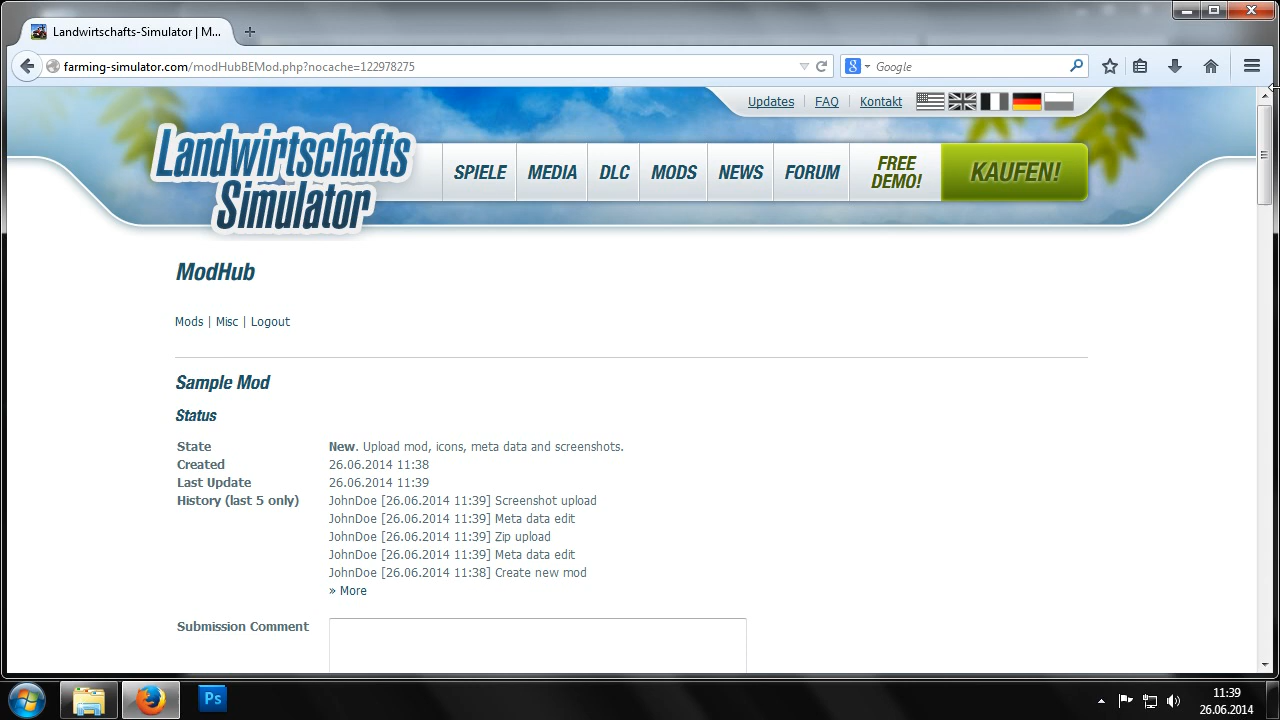 Landwirtschafts-Simulator | M...
farming-simulator.com/modHubBEMod.php?nocache=122978275
Google
Updates | FAQ | Kontakt
Landwirtschafts
Simulator
SPIELE MEDIA DLC MODS NEWS FORUM FREE DEMO! KAUFEN!
ModHub
Mods | Misc | Logout
Sample Mod
Status
State New. Upload mod, icons, meta data and screenshots.
Created 26.06.2014 11:38
Last Update 26.06.2014 11:39
History (last 5 only) JohnDoe [26.06.2014 11:39] Screenshot upload
JohnDoe [26.06.2014 11:39] Meta data edit
JohnDoe [26.06.2014 11:39] Zip upload
JohnDoe [26.06.2014 11:39] Meta data edit
JohnDoe [26.06.2014 11:38] Create new mod
» More
Submission Comment
Ps
11:39
26.06.2014